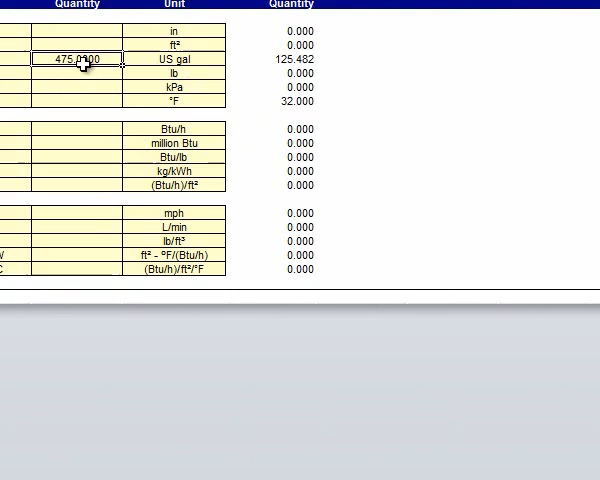 Quantity Unit Quantity
in 0.000
ft² 0.000
475.0000 US gal 125.482
lb 0.000
kPa 0.000
°F 32.000
Btu/h 0.000
million Btu 0.000
Btu/lb 0.000
kg/kWh 0.000
(Btu/h)/ft² 0.000
mph 0.000
L/min 0.000
lb/ft³ 0.000
ft² - °F/(Btu/h) 0.000
(Btu/h)/ft²/°F 0.000